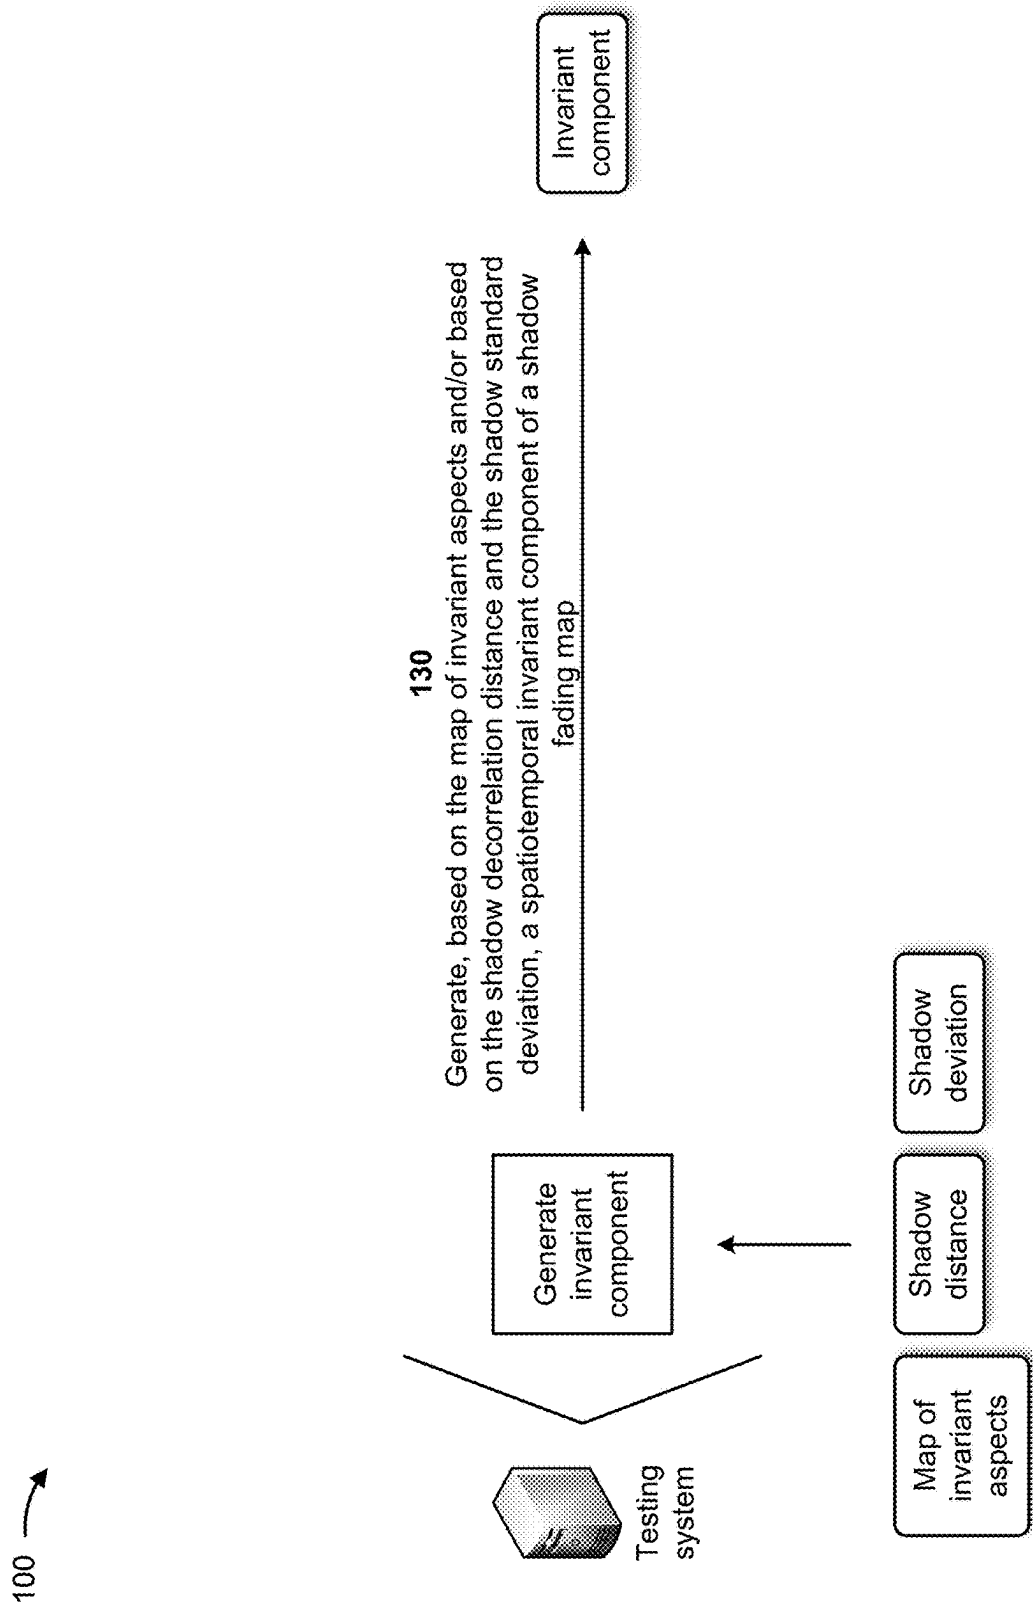 100
130
Generate, based on the map of invariant aspects and/or based
on the shadow decorrelation distance and the shadow standard
deviation, a spatiotemporal invariant component of a shadow
fading map
Testing
system
Generate
invariant
component
Invariant
component
Map of
invariant
aspects
Shadow
distance
Shadow
deviation